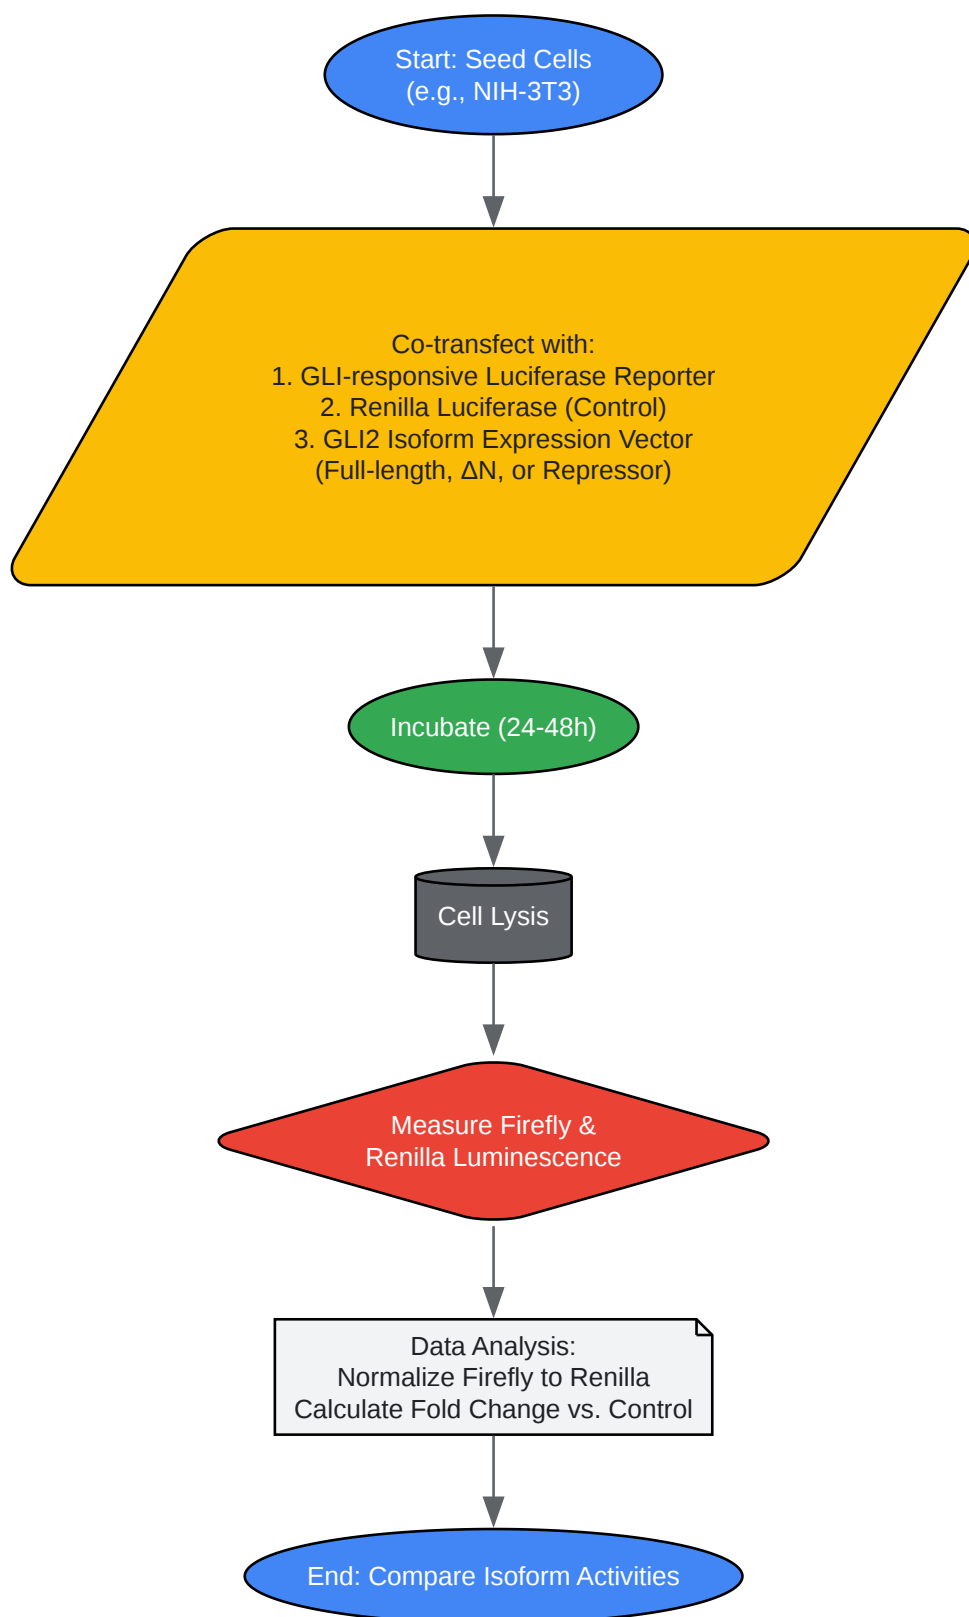 Start: Seed Cells
(e.g., NIH-3T3)
Co-transfect with:
1. GLI-responsive Luciferase Reporter
2. Renilla Luciferase (Control)
3. GLI2 Isoform Expression Vector
(Full-length, ΔN, or Repressor)
Incubate (24-48h)
Cell Lysis
Measure Firefly &
Renilla Luminescence
Data Analysis:
Normalize Firefly to Renilla
Calculate Fold Change vs. Control
End: Compare Isoform Activities